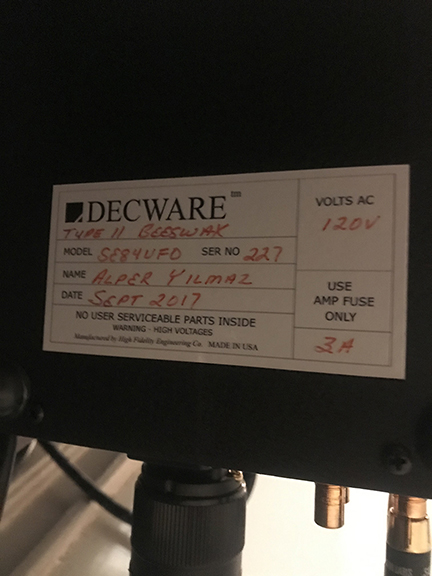 DECWARE™
TYPE II BEESWAX
MODEL SE84UFO SER NO 227
NAME ALPER YILMAZ
DATE SEPT 2017
NO USER SERVICEABLE PARTS INSIDE
WARNING - HIGH VOLTAGES
Manufactured by High Fidelity Engineering Co. MADE IN USA
VOLTS AC
120V
USE
AMP FUSE
ONLY
3A